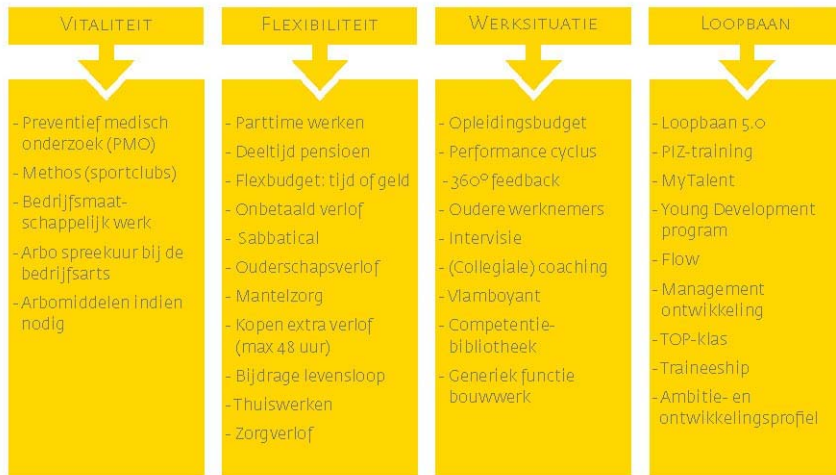 VITALITEIT
- Preventief medisch
onderzoek (PMO)
- Methos (sportclubs)
- Bedrijfsmaat-
schappelijk werk
- Arbo spreekuur bij de
bedrijfsarts
- Arbomiddelen indien
nodig
FLEXIBILITEIT
- Parttime werken
- Deeltijd pensioen
- Flexbudget: tijd of geld
- Onbetaald verlof
- Sabbatical
- Ouderschapsverlof
- Mantelzorg
- Kopen extra verlof
(max 48 uur)
- Bijdrage levensloop
- Thuiswerken
- Zorgverlof
WERKSITUATIE
- Opleidingsbudget
- Performance cyclus
- 360° feedback
- Oudere werknemers
- Intervisie
- (Collegiale) coaching
- Vlamboyant
- Competentie-
bibliotheek
- Generiek functie
bouwwerk
LOOPBAAN
- Loopbaan 5.0
- PIZ-training
- MyTalent
- Young Development
program
- Flow
- Management
ontwikkeling
- TOP-klas
- Traineeship
- Ambitie- en
ontwikkelingsprofiel